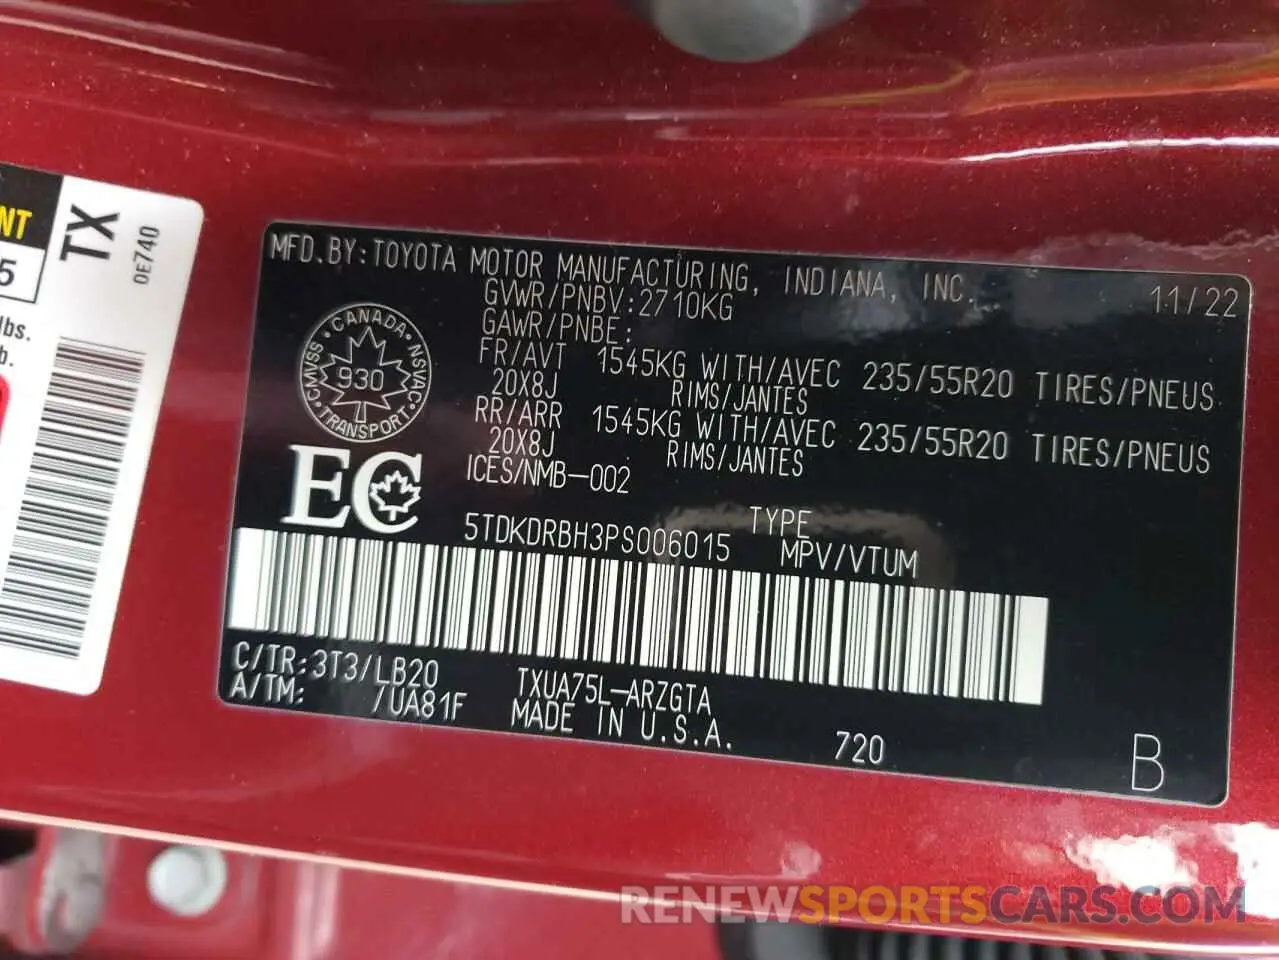 NT
5
TX
0E740
lbs.
b.
MFD.BY:TOYOTA MOTOR MANUFACTURING, INDIANA, INC. 11/22
GVWR/PNBV:2710KG
GAWR/PNBE:
FR/AVT 1545KG WITH/AVEC 235/55R20 TIRES/PNEUS
20X8J RIMS/JANTES
RR/ARR 1545KG WITH/AVEC 235/55R20 TIRES/PNEUS
20X8J RIMS/JANTES
ICES/NMB-002
CANADA
CMVSS NSVAC
930
TRANSPORT
EC
5TDKDRBH3PS006015 TYPE
MPV/VTUM
C/TR:3T3/LB20 TXUA75L-ARZGTA
A/TM: /UA81F MADE IN U.S.A.
720
B
RENEWSPORTSCARS.COM